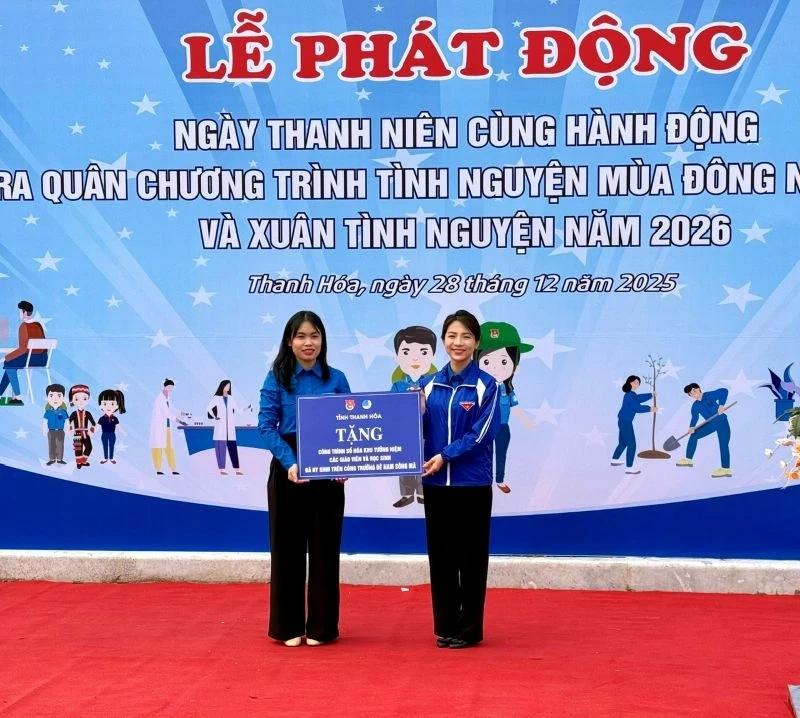 LỄ PHÁT ĐỘNG
NGÀY THANH NIÊN CÙNG HÀNH ĐỘNG
RA QUÂN CHƯƠNG TRÌNH TÌNH NGUYỆN MÙA ĐÔNG N
VÀ XUÂN TÌNH NGUYỆN NĂM 2026
Thanh Hóa, ngày 28 tháng 12 năm 2025
TỈNH THANH HÓA
TẶNG
CÔNG TRÌNH SỐ HÓA KHU TƯỞNG NIỆM
CÁC GIÁO VIÊN VÀ HỌC SINH
ĐÃ HY SINH TRÊN CÔNG TRƯỜNG ĐÊ NAM SÔNG MÃ